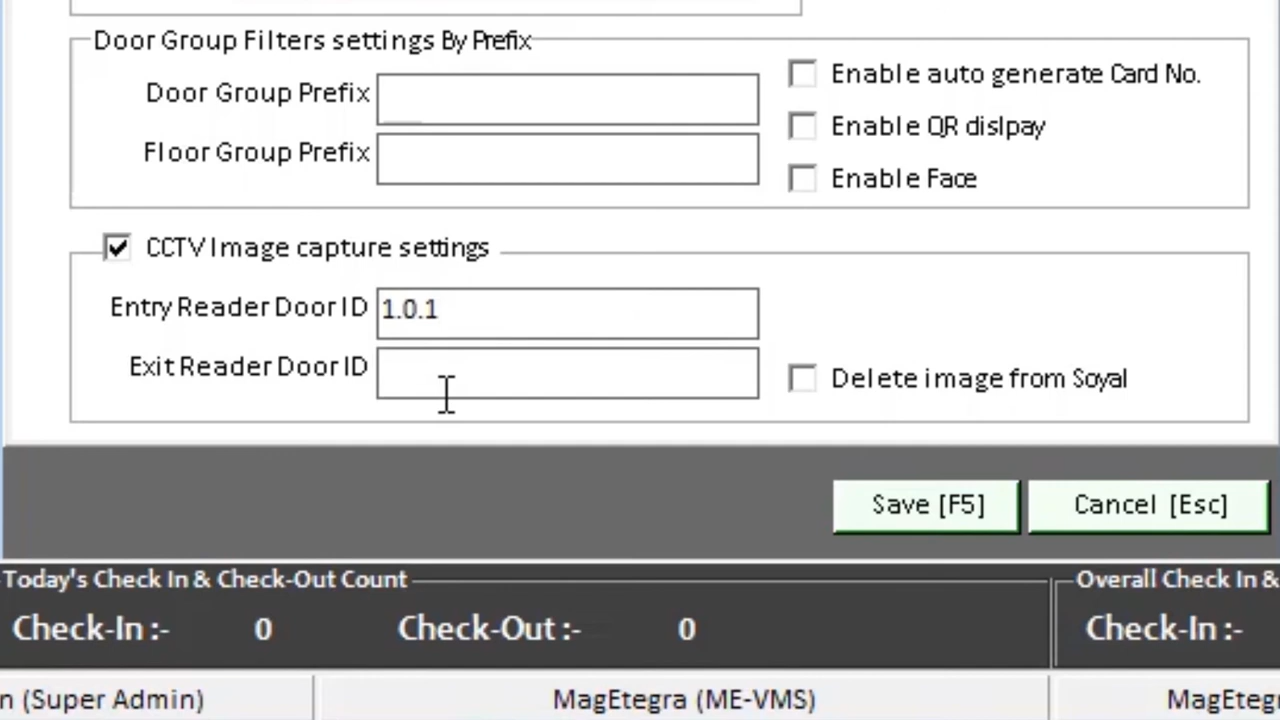 Door Group Filters settings By Prefix
Door Group Prefix
Enable auto generate Card No.
Floor Group Prefix
Enable QR dislpay
Enable Face
CCTV Image capture settings
Entry Reader Door ID 1.0.1
Exit Reader Door ID
Delete image from Soyal
Save [F5] Cancel [Esc]
Today's Check In & Check-Out Count Overall Check In &
Check-In :- 0 Check-Out :- 0 Check-In :-
n (Super Admin) MagEtegra (ME-VMS) MagEteg